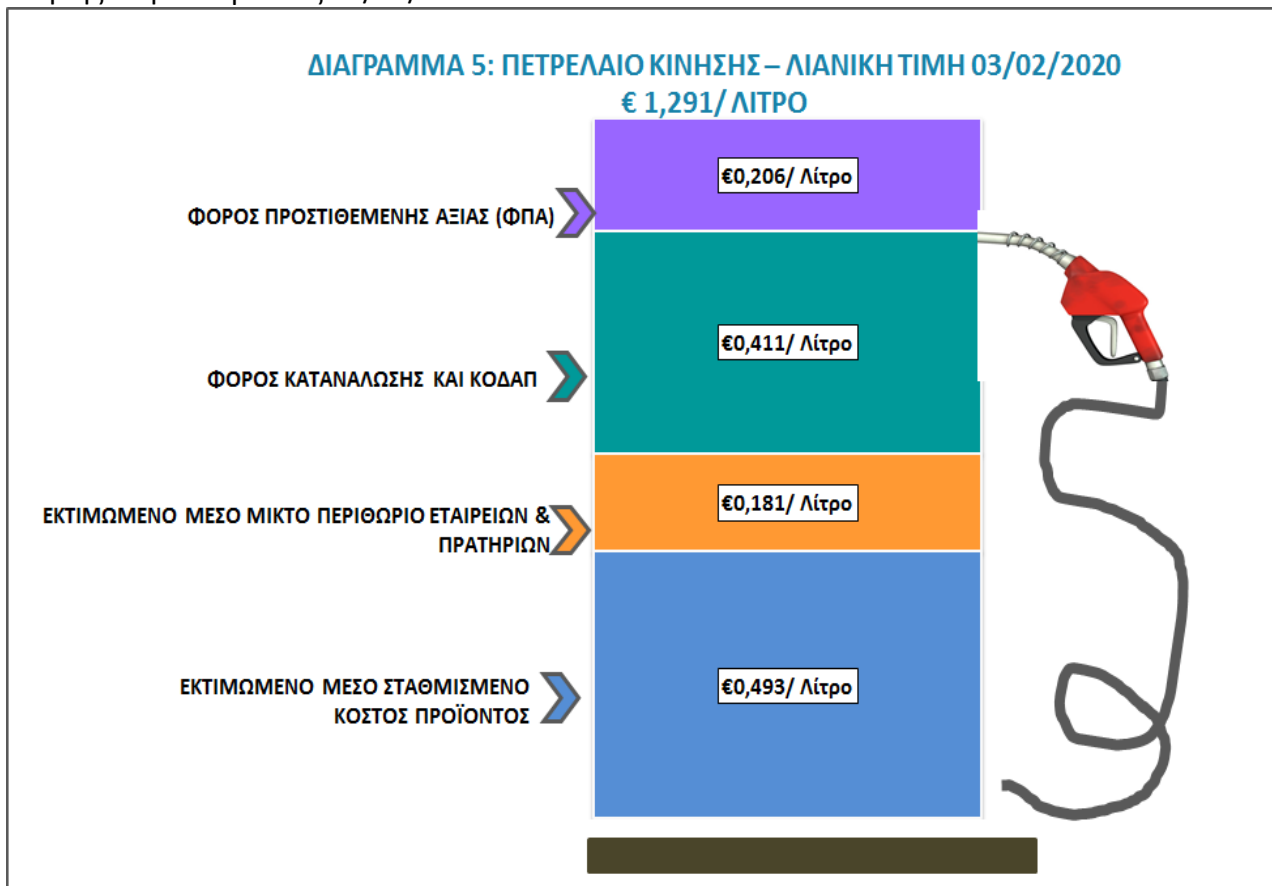 ΔΙΑΓΡΑΜΜΑ 5: ΠΕΤΡΕΛΑΙΟ ΚΙΝΗΣΗΣ – ΛΙΑΝΙΚΗ ΤΙΜΗ 03/02/2020
€ 1,291/ ΛΙΤΡΟ
€0,206/ Λίτρο
ΦΟΡΟΣ ΠΡΟΣΤΙΘΕΜΕΝΗΣ ΑΞΙΑΣ (ΦΠΑ)
€0,411/ Λίτρο
ΦΟΡΟΣ ΚΑΤΑΝΑΛΩΣΗΣ ΚΑΙ ΚΟΔΑΠ
€0,181/ Λίτρο
ΕΚΤΙΜΩΜΕΝΟ ΜΕΣΟ ΜΙΚΤΟ ΠΕΡΙΘΩΡΙΟ ΕΤΑΙΡΕΙΩΝ &
ΠΡΑΤΗΡΙΩΝ
€0,493/ Λίτρο
ΕΚΤΙΜΩΜΕΝΟ ΜΕΣΟ ΣΤΑΘΜΙΣΜΕΝΟ
ΚΟΣΤΟΣ ΠΡΟΪΟΝΤΟΣ